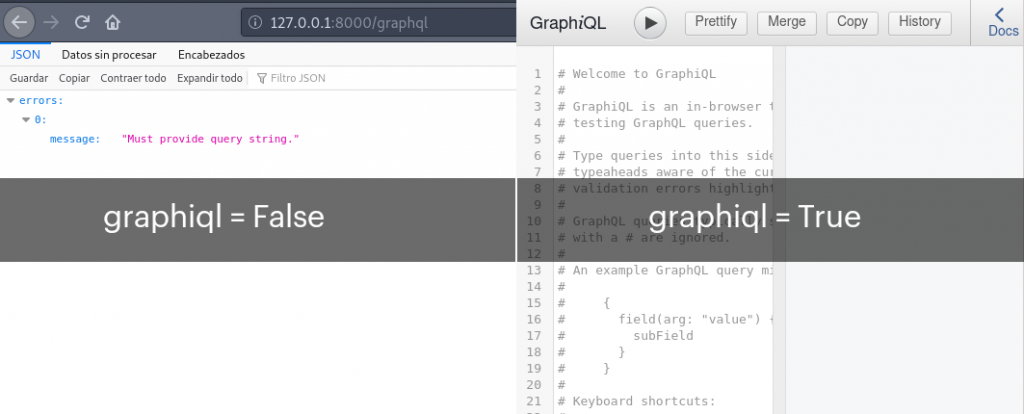 127.0.0.1:8000/graphql
JSON Datos sin procesar Encabezados
Guardar Copiar Contraer todo Expandir todo Filtro JSON
errors:
0:
message: "Must provide query string."
graphiql = False
GraphiQL Prettify Merge Copy History Docs
1 # Welcome to GraphiQL
2 #
3 # GraphiQL is an in-browser
4 # testing GraphQL queries.
5 #
6 # Type queries into this side
7 # typeaheads aware of the
8 # validation errors
9 #
10 # GraphQL
11 # with a # are ignored.
12 #
graphiql = True
13 # An example GraphQL query
14 #
15 # {
16 # field(arg: "value") {
17 # subField
18 # }
19 # }
20 #
21 # Keyboard shortcuts: